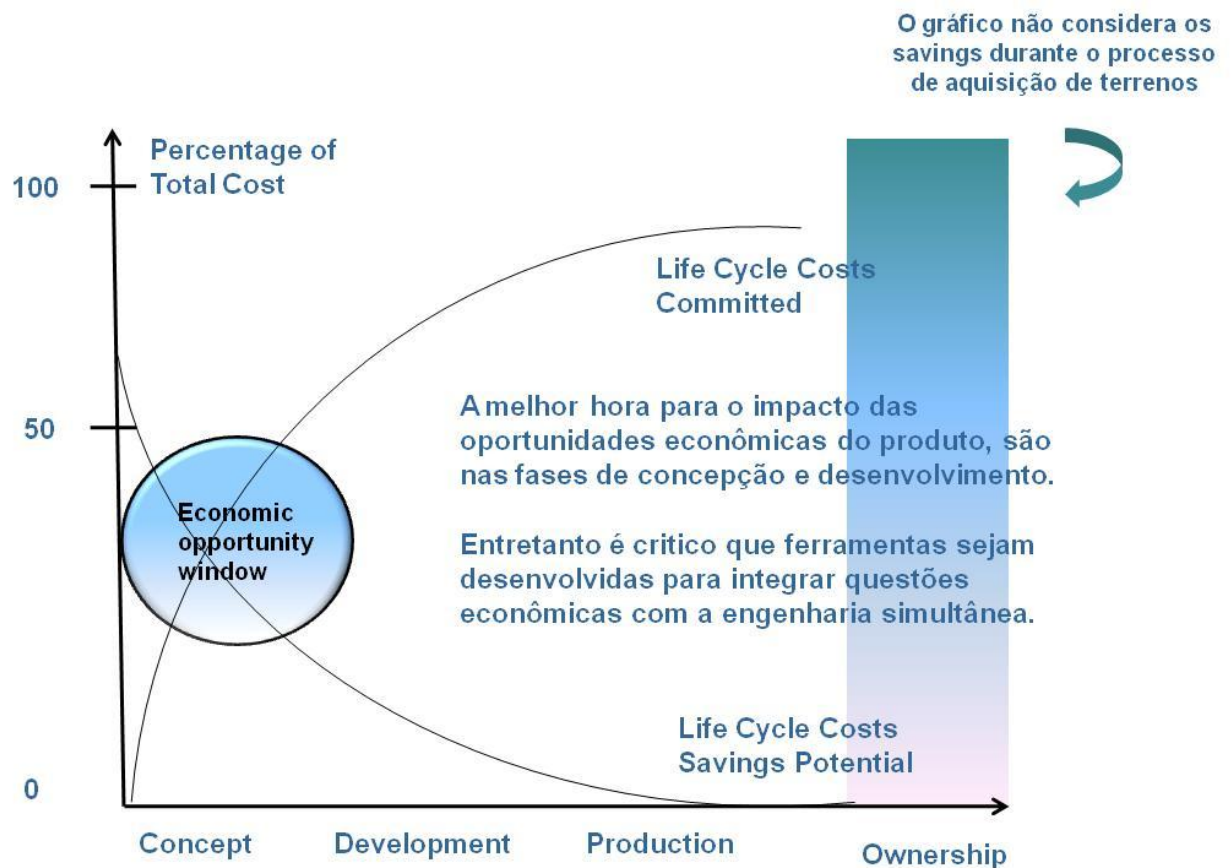 O gráfico não considera os
savings durante o processo
de aquisição de terrenos
Percentage of
Total Cost
100
Life Cycle Costs
Committed
A melhor hora para o impacto das
oportunidades econômicas do produto, são
nas fases de concepção e desenvolvimento.
50
Economic
opportunity
window
Entretanto é critico que ferramentas sejam
desenvolvidas para integrar questões
econômicas com a engenharia simultânea.
Life Cycle Costs
Savings Potential
0
Concept
Development
Production
Ownership